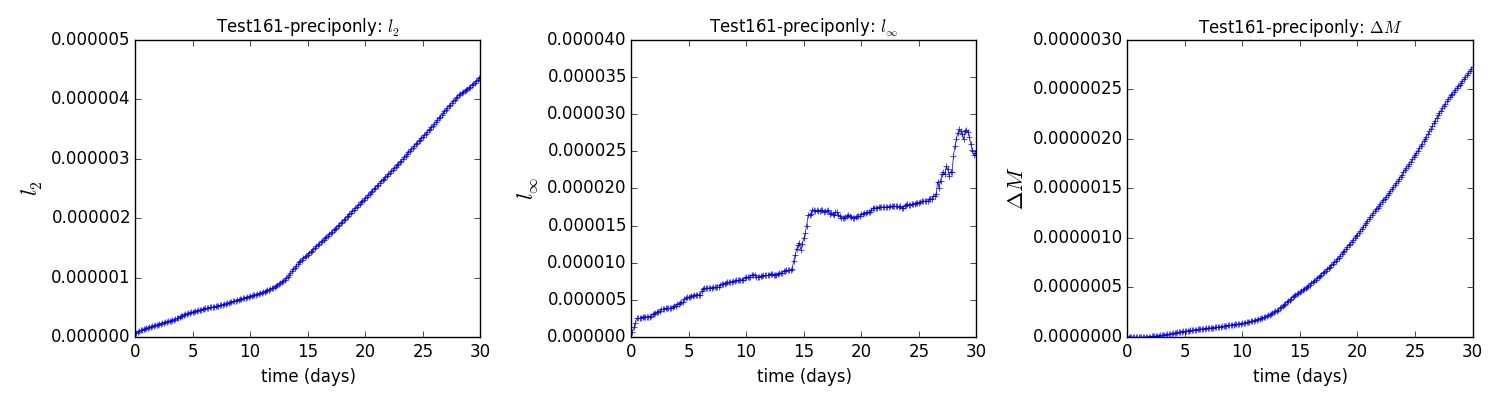 Test161-preciponly: l₂
0.000005
0.000004
0.000003
0.000002
0.000001
0.000000
l₂
0 5 10 15 20 25 30
time (days)
Test161-preciponly: l∞
0.000040
0.000035
0.000030
0.000025
0.000020
0.000015
0.000010
0.000005
0.000000
l∞
0 5 10 15 20 25 30
time (days)
Test161-preciponly: ΔM
0.0000030
0.0000025
0.0000020
0.0000015
0.0000010
0.0000005
0.0000000
ΔM
0 5 10 15 20 25 30
time (days)